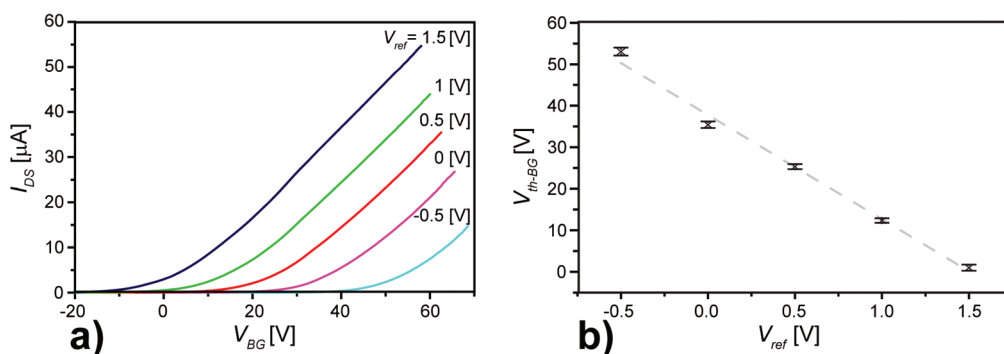 60
50
40
30
20
10
0
-20
0
20
40
60
I_DS [μA]
V_BG [V]
V_ref = 1.5 [V]
1 [V]
0.5 [V]
0 [V]
-0.5 [V]
a)
60
50
40
30
20
10
0
-0.5
0.0
0.5
1.0
1.5
V_th-BG [V]
V_ref [V]
b)